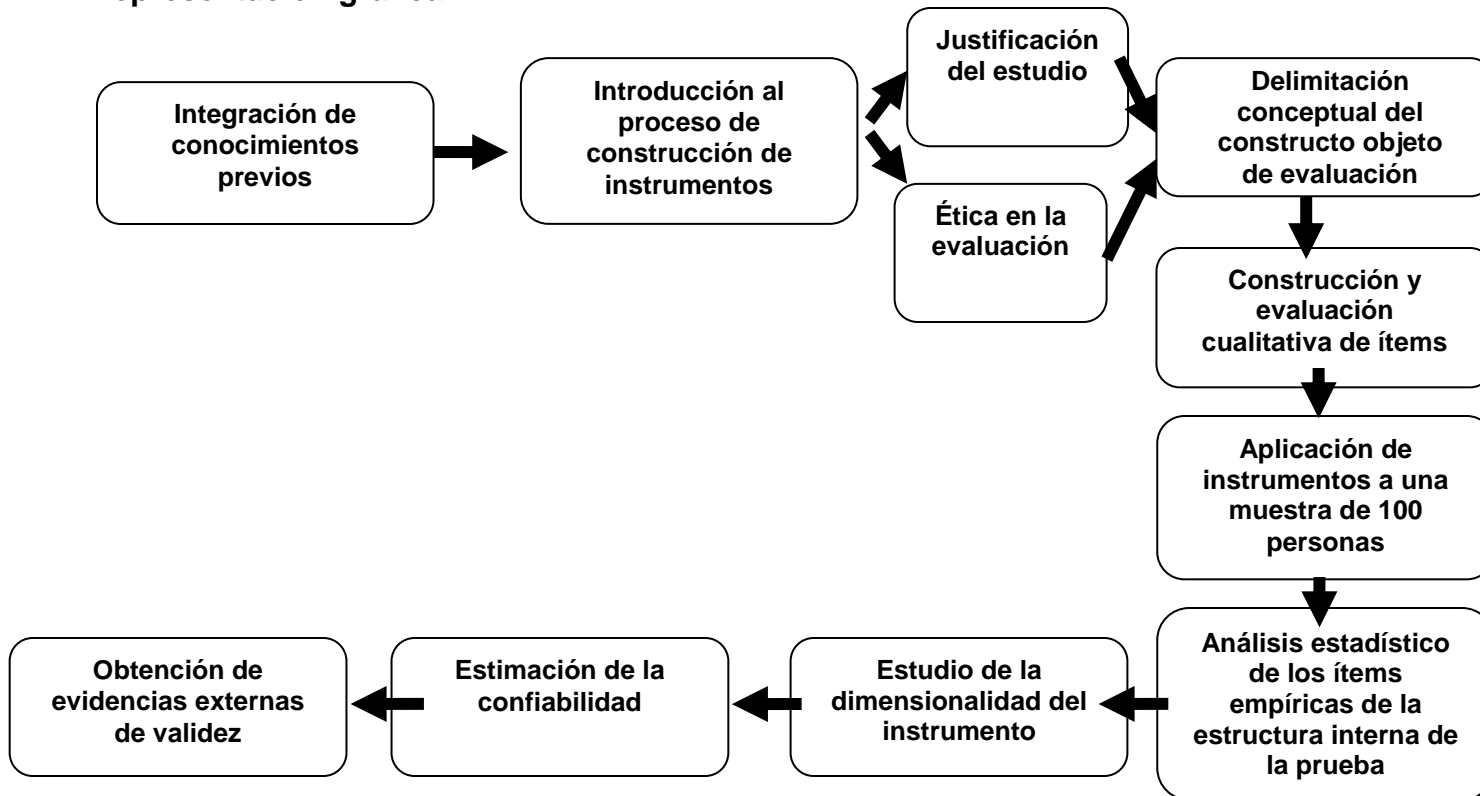 Integración de
conocimientos
previos
Introducción al
proceso de
construcción de
instrumentos
Justificación
del estudio
Ética en la
evaluación
Delimitación
conceptual del
constructo objeto
de evaluación
Construcción y
evaluación
cualitativa de ítems
Aplicación de
instrumentos a una
muestra de 100
personas
Análisis estadístico
de los ítems
empíricas de la
estructura interna de
la prueba
Estudio de la
dimensionalidad del
instrumento
Estimación de la
confiabilidad
Obtención de
evidencias externas
de validez